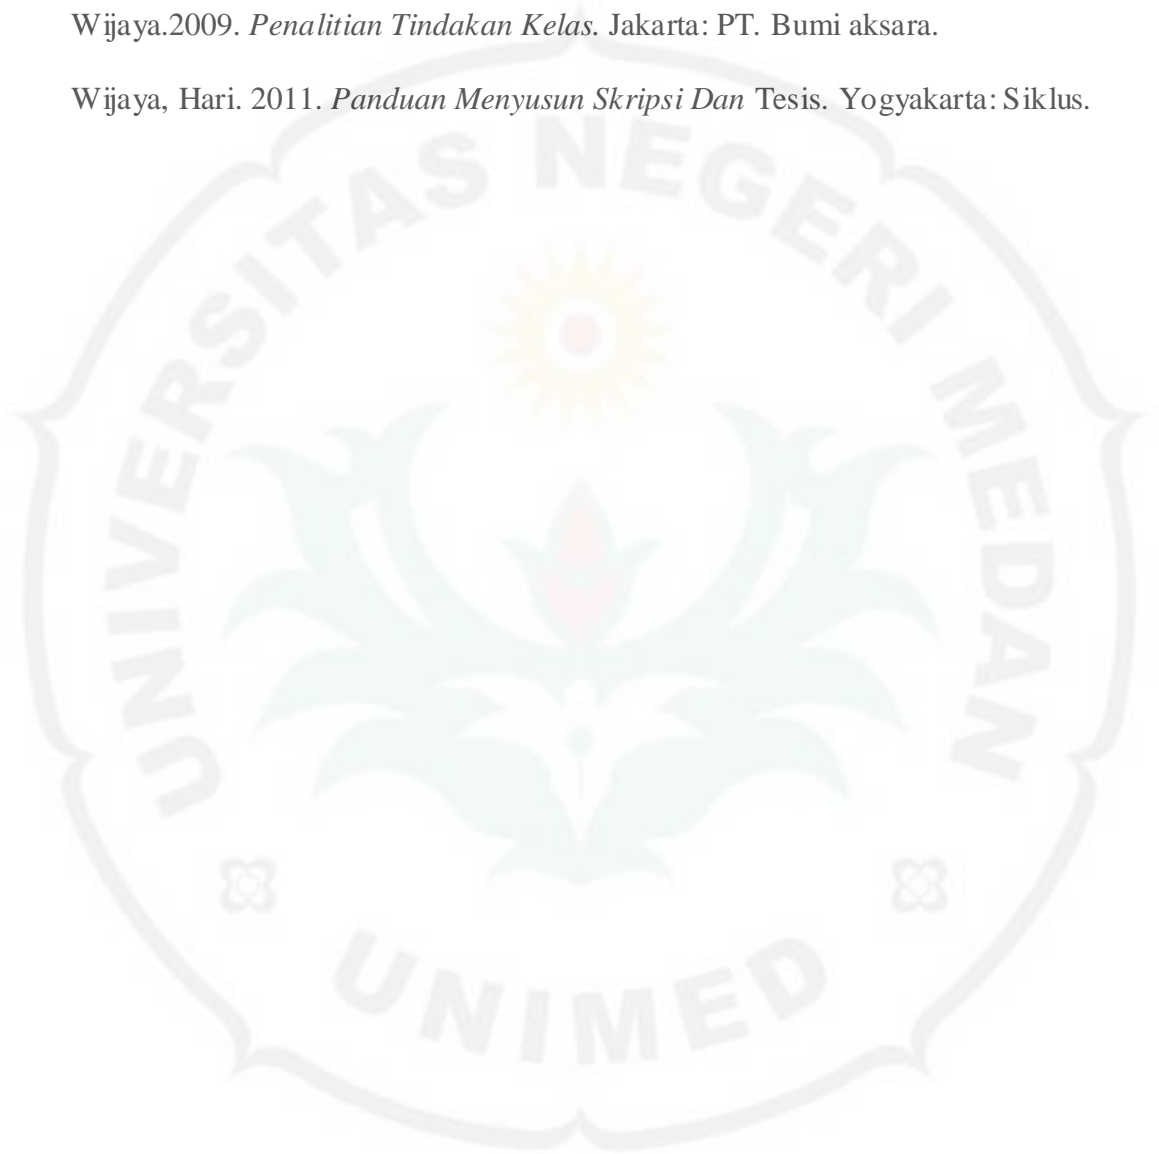 Wijaya.2009. Penalitian Tindakan Kelas. Jakarta: PT. Bumi aksara.
Wijaya, Hari. 2011. Panduan Menyusun Skripsi Dan Tesis. Yogyakarta: Siklus.
UNIVERSITAS NEGERI MEDAN
UNIMED